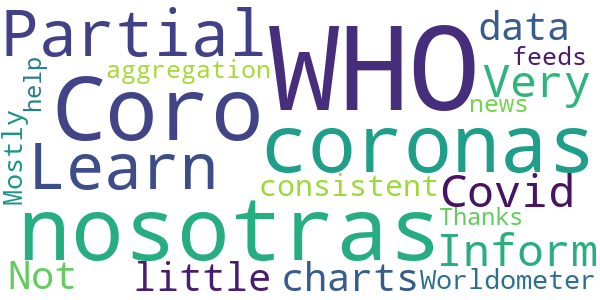 Partial
WHO
data
feeds
help
aggregation
Very
Coro
news
coronas
Mostly
Learn
consistent
Covid
nosotras
Thanks
Inform
Not
little
charts
Worldometer